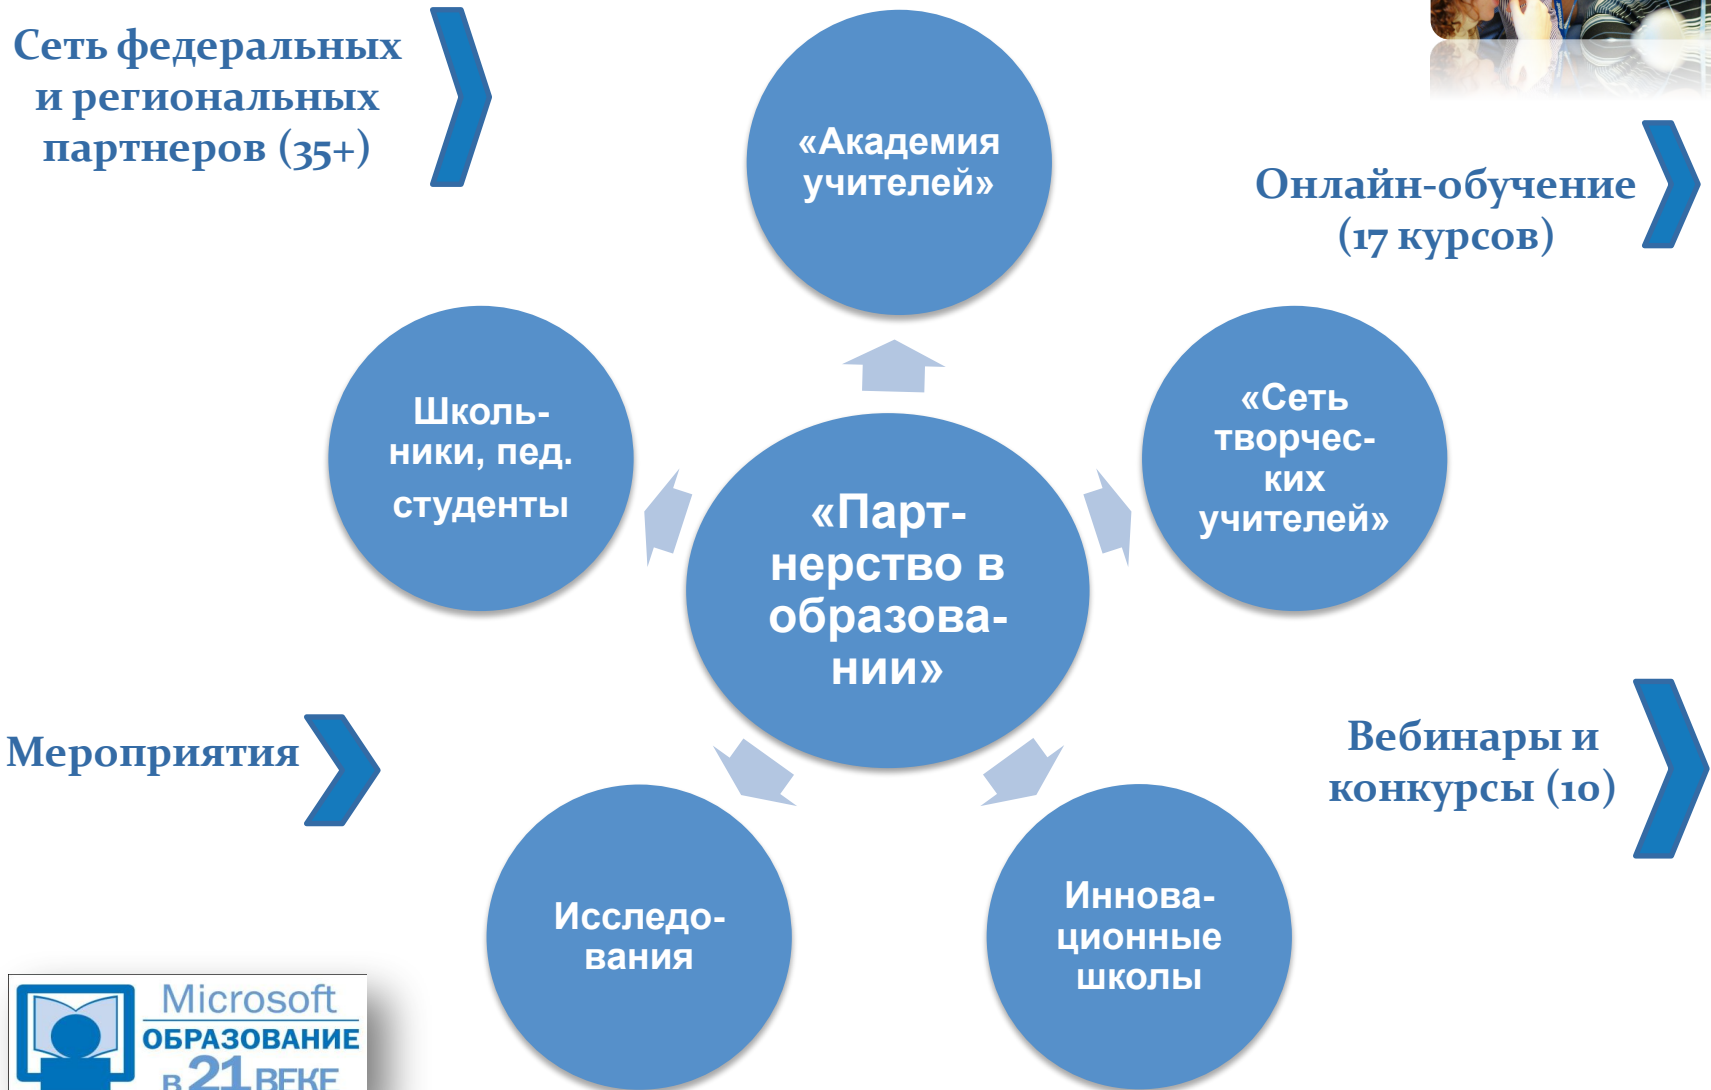 Сеть федеральных
и региональных
партнеров (35+)
«Академия
учителей»
Онлайн-обучение
(17 курсов)
Школь-
ники, пед.
студенты
«Сеть
творчес-
ких
учителей»
«Парт-
нерство в
образова-
нии»
Мероприятия
Вебинары и
конкурсы (10)
Исследо-
вания
Иннова-
ционные
школы
Microsoft
ОБРАЗОВАНИЕ
в 21 ВЕКЕ